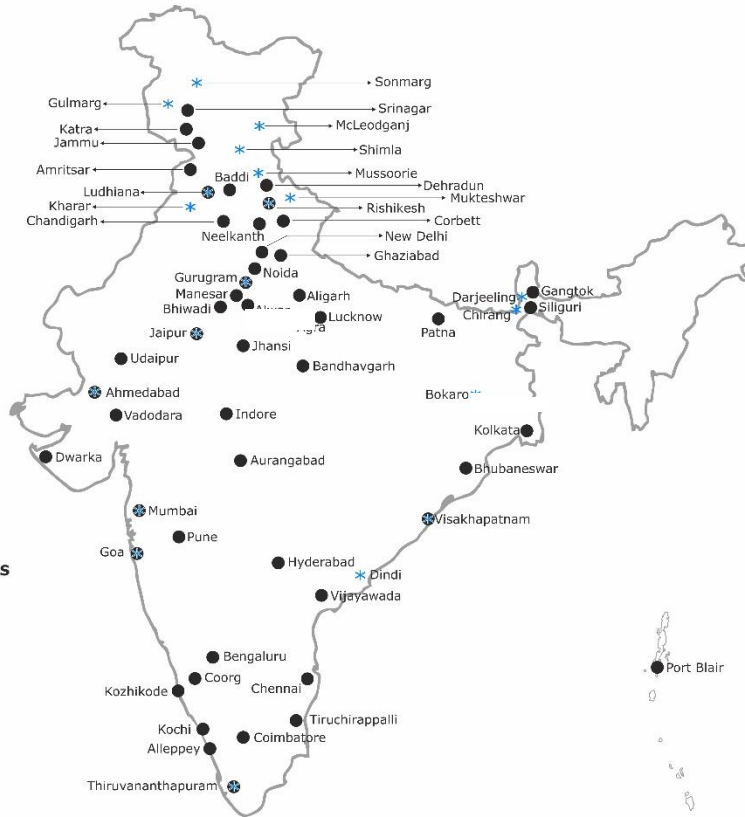 Sonmarg
Gulmarg
Srinagar
McLeodganj
Katra
Jammu
Shimla
Amritsar
Mussoorie
Baddi
Dehradun
Ludhiana
Mukteshwar
Kharar
Rishikesh
Chandigarh
Corbett
Neelkanth
New Delhi
Ghaziabad
Noida
Gurugram
Manesar
Aligarh
Bhiwadi
Darjeeling
Gangtok
Chirang
Siliguri
Lucknow
Patna
Jaipur
Jhansi
Udaipur
Bandhavgarh
Ahmedabad
Bokaro
Vadodara
Indore
Kolkata
Dwarka
Aurangabad
Bhubaneswar
Mumbai
Visakhapatnam
Pune
Goa
Hyderabad
s
Dindi
Vijayawada
Bengaluru
Port Blair
Coorg
Chennai
Kozhikode
Tiruchirappalli
Kochi
Coimbatore
Alleppey
Thiruvananthapuram